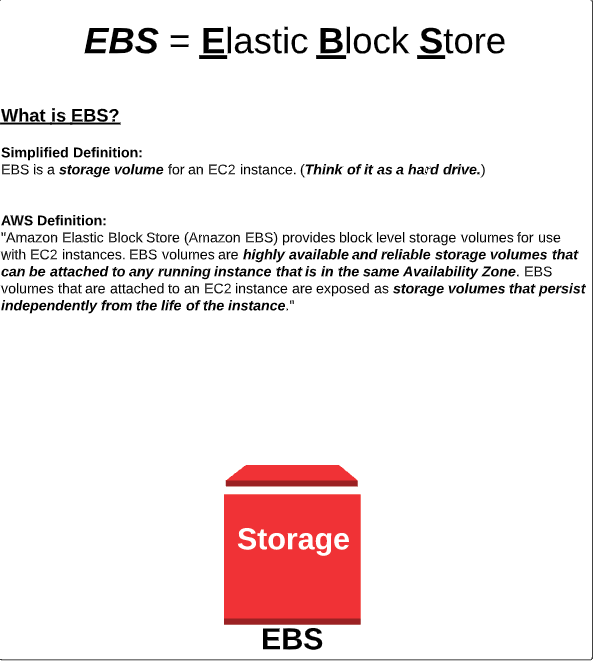 EBS = Elastic Block Store
What is EBS?
Simplified Definition:
EBS is a storage volume for an EC2 instance. (Think of it as a hard drive.)
AWS Definition:
"Amazon Elastic Block Store (Amazon EBS) provides block level storage volumes for use
with EC2 instances. EBS volumes are highly available and reliable storage volumes that
can be attached to any running instance that is in the same Availability Zone. EBS
volumes that are attached to an EC2 instance are exposed as storage volumes that persist
independently from the life of the instance."
Storage
EBS